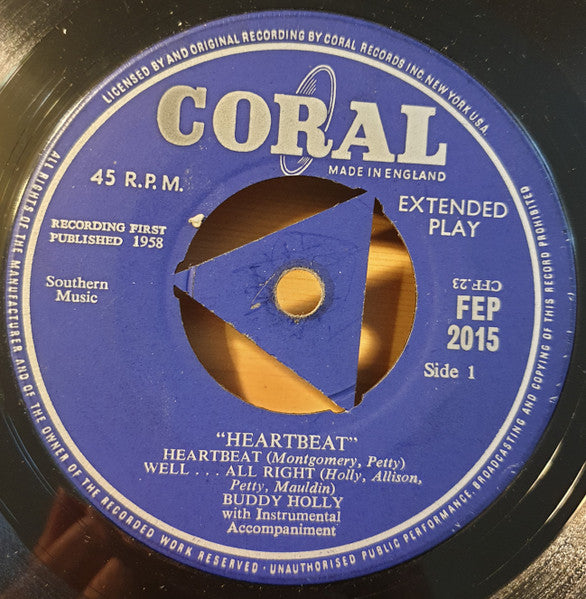 LICENSED BY AND ORIGINAL RECORDING BY CORAL RECORDS INC, NEW YORK U.S.A.
CORAL
MADE IN ENGLAND
45 R.P.M.
EXTENDED
PLAY
RECORDING FIRST
PUBLISHED 1958
Southern
Music
CFF.23
FEP
2015
Side 1
"HEARTBEAT"
HEARTBEAT (Montgomery, Petty)
WELL . . . ALL RIGHT (Holly, Allison,
Petty, Mauldin)
BUDDY HOLLY
with Instrumental
Accompaniment
ALL RIGHTS OF THE MANUFACTURER AND OF THE OWNER OF THE RECORDED WORK RESERVED · UNAUTHORISED PUBLIC PERFORMANCE, BROADCASTING AND COPYING OF THIS RECORD PROHIBITED